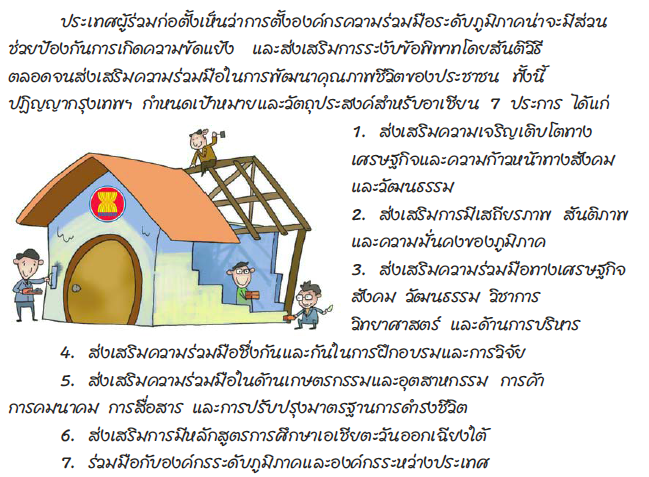 ประเทศผู้ร่วมก่อตั้งเห็นว่าการตั้งองค์กรความร่วมมือระดับภูมิภาคน่าจะมีส่วน
ช่วยป้องกันการเกิดความขัดแย้ง และส่งเสริมการระงับข้อพิพาทโดยสันติวิธี
ตลอดจนส่งเสริมความร่วมมือในการพัฒนาคุณภาพชีวิตของประชาชน ทั้งนี้
ปฏิญญากรุงเทพฯ กำหนดเป้าหมายและวัตถุประสงค์สำหรับอาเซียน 7 ประการ ได้แก่
1. ส่งเสริมความเจริญเติบโตทาง
เศรษฐกิจและความก้าวหน้าทางสังคม
และวัฒนธรรม
2. ส่งเสริมการมีเสถียรภาพ สันติภาพ
และความมั่นคงของภูมิภาค
3. ส่งเสริมความร่วมมือทางเศรษฐกิจ
สังคม วัฒนธรรม วิชาการ
วิทยาศาสตร์ และด้านการบริหาร
4. ส่งเสริมความร่วมมือซึ่งกันและกันในการฝึกอบรมและการวิจัย
5. ส่งเสริมความร่วมมือในด้านเกษตรกรรมและอุตสาหกรรม การค้า
การคมนาคม การสื่อสาร และการปรับปรุงมาตรฐานการดำรงชีวิต
6. ส่งเสริมการมีหลักสูตรการศึกษาเอเชียตะวันออกเฉียงใต้
7. ร่วมมือกับองค์กรระดับภูมิภาคและองค์กรระหว่างประเทศ